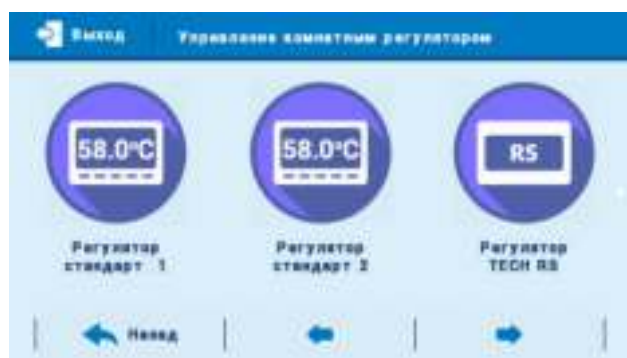 Выход
Управление комнатным регулятором
58.0°C
58.0°C
RS
Регулятор
стандарт 1
Регулятор
стандарт 2
Регулятор
TECH RS
Назад